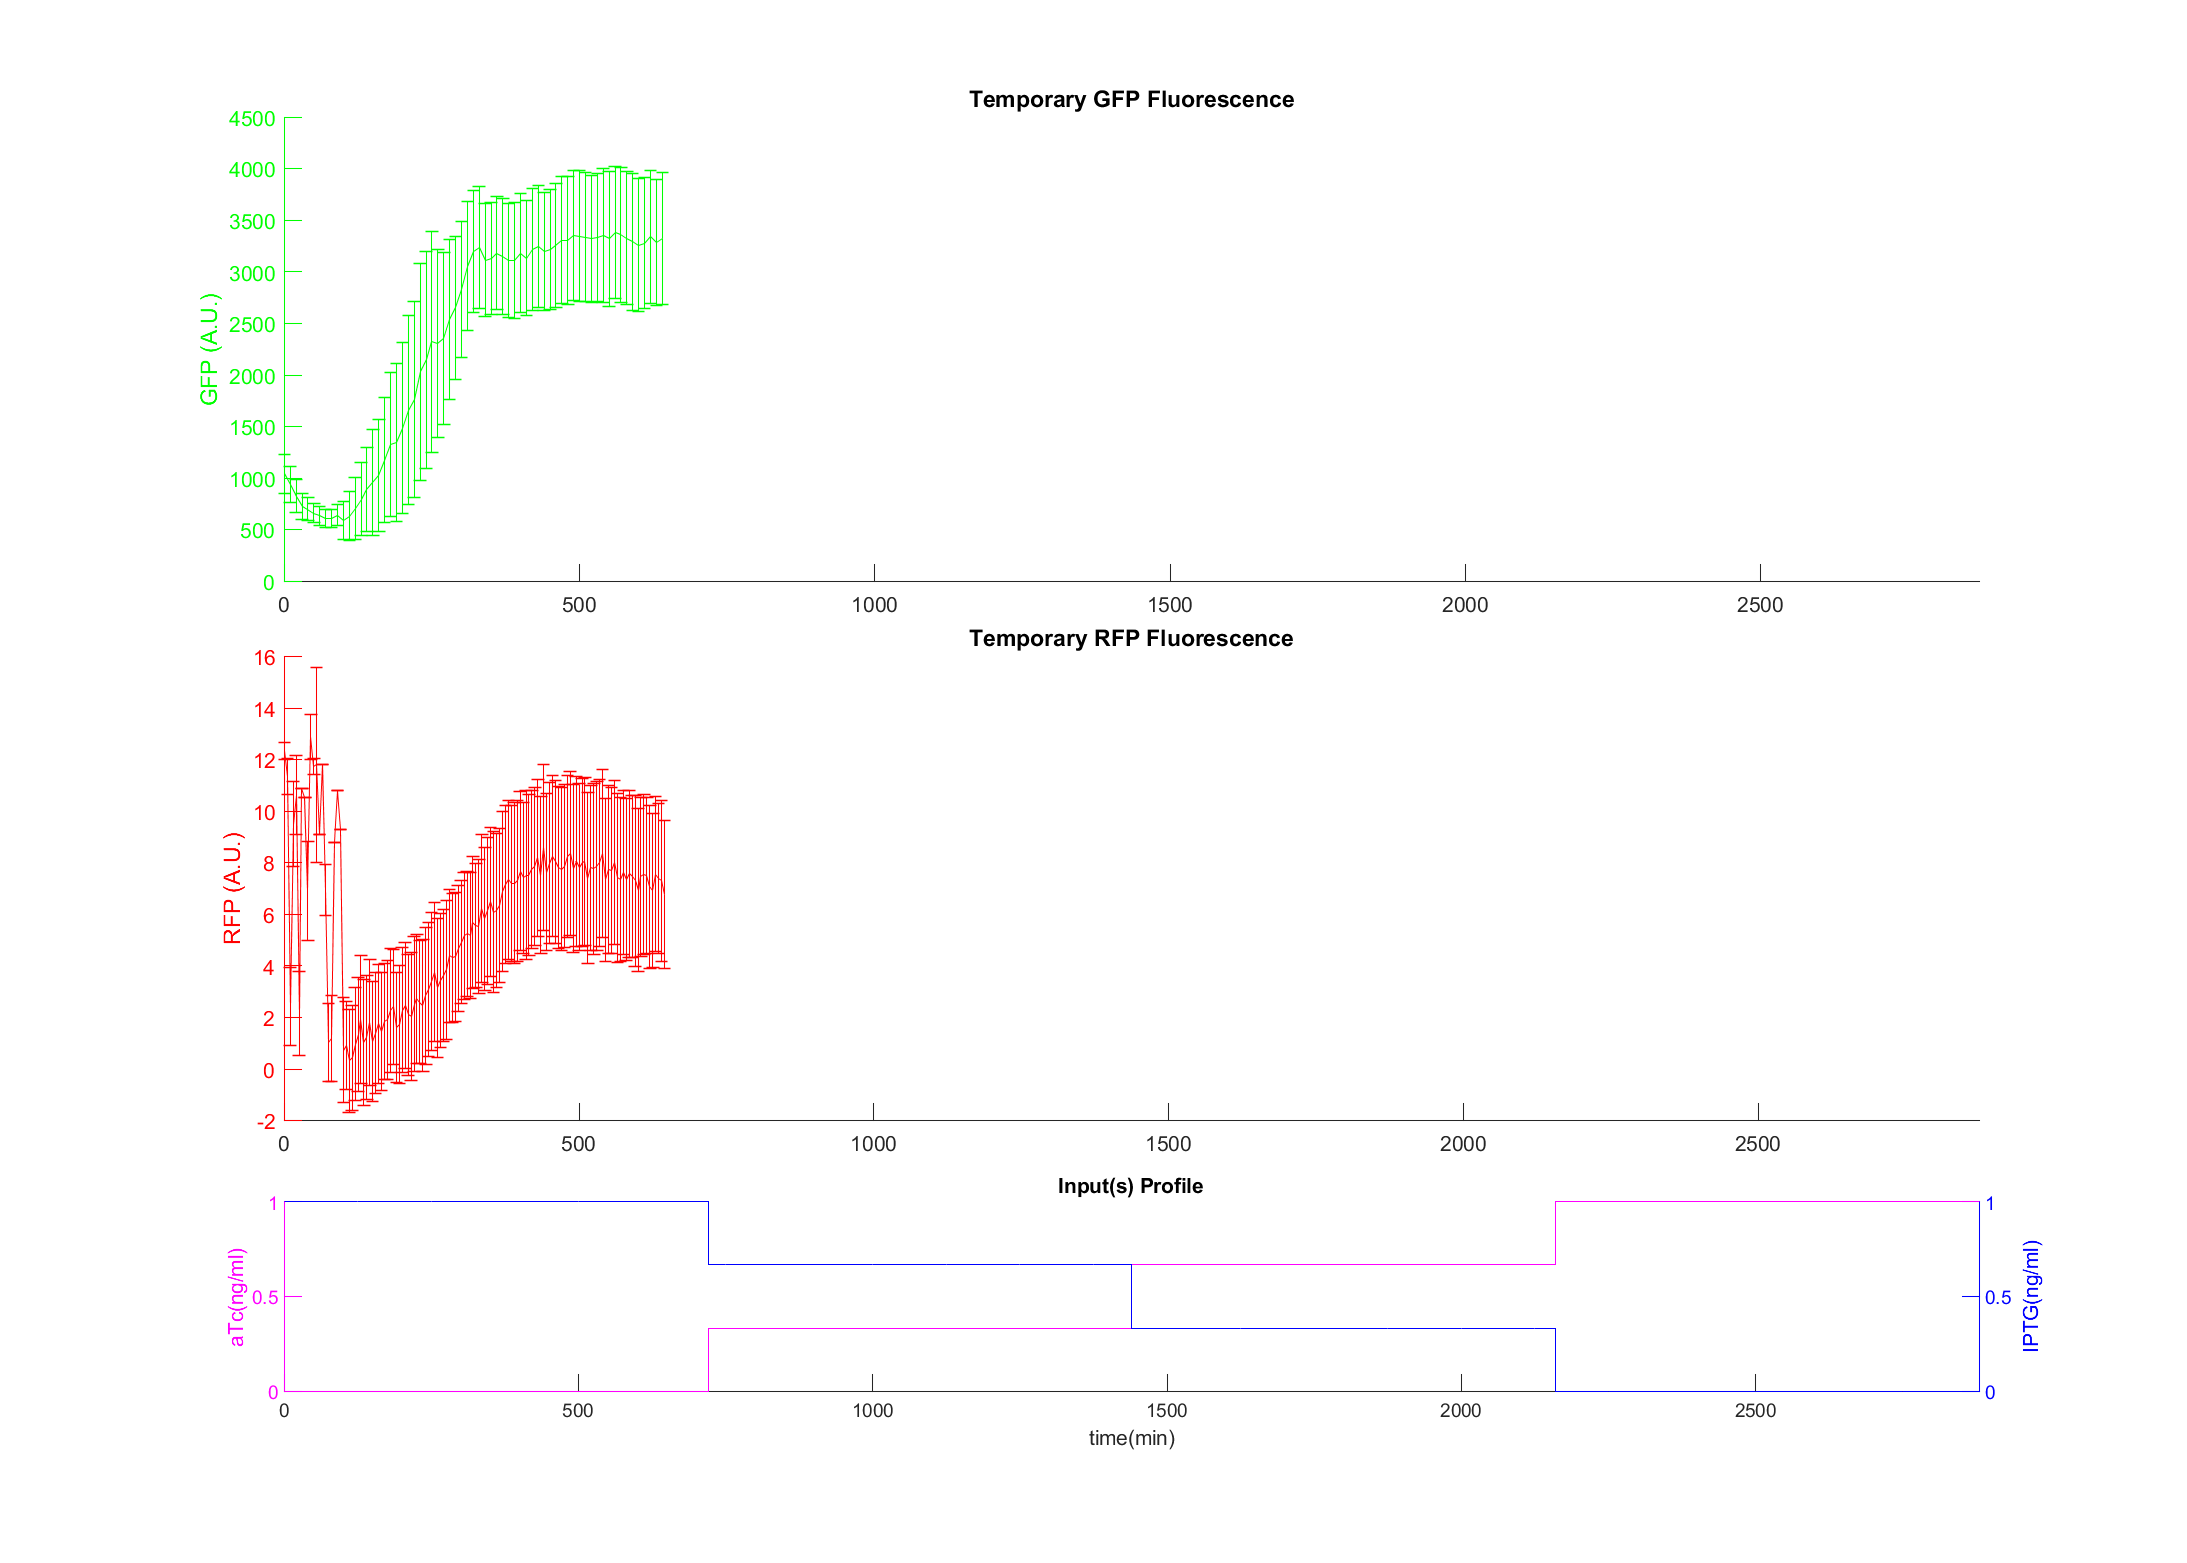 Temporary GFP Fluorescence
4500
4000
3500
3000
2500
2000
1500
1000
500
0
GFP (A.U.)
0 500 1000 1500 2000 2500
Temporary RFP Fluorescence
16
14
12
10
8
6
4
2
0
-2
RFP (A.U.)
0 500 1000 1500 2000 2500
Input(s) Profile
1
0.5
0
aTc(ng/ml)
1
0.5
0
IPTG(ng/ml)
0 500 1000 1500 2000 2500
time(min)